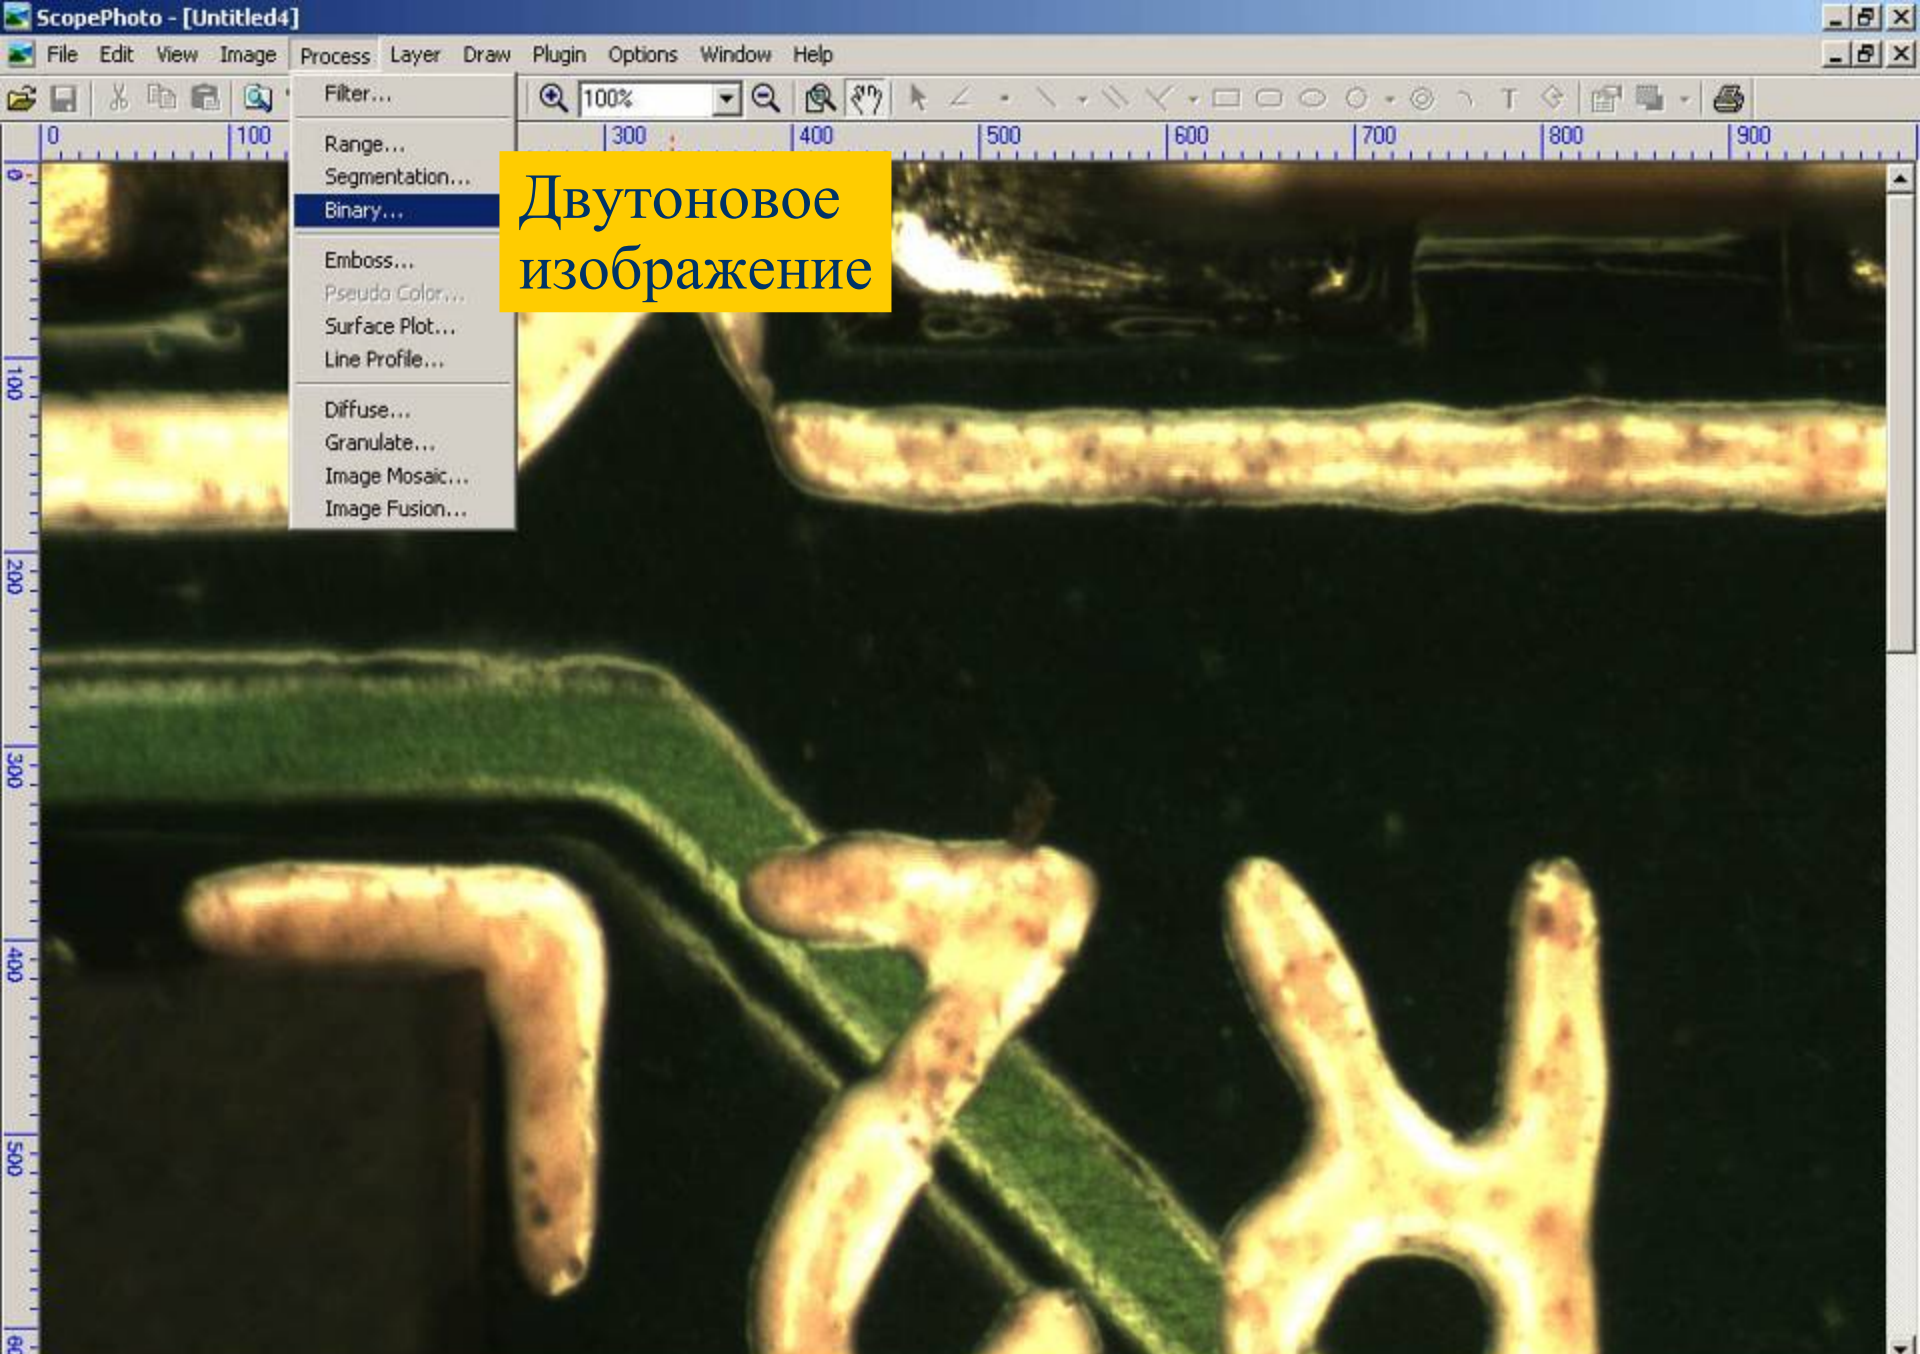 ScopePhoto - [Untitled4]
File Edit View Image Process Layer Draw Plugin Options Window Help
100%
0 100 300 400 500 600 700 800 900
Filter...
Range...
Segmentation...
Binary...
Emboss...
Pseudo Color...
Surface Plot...
Line Profile...
Diffuse...
Granulate...
Image Mosaic...
Image Fusion...
Двутоновое
изображение
0
100
200
300
400
500